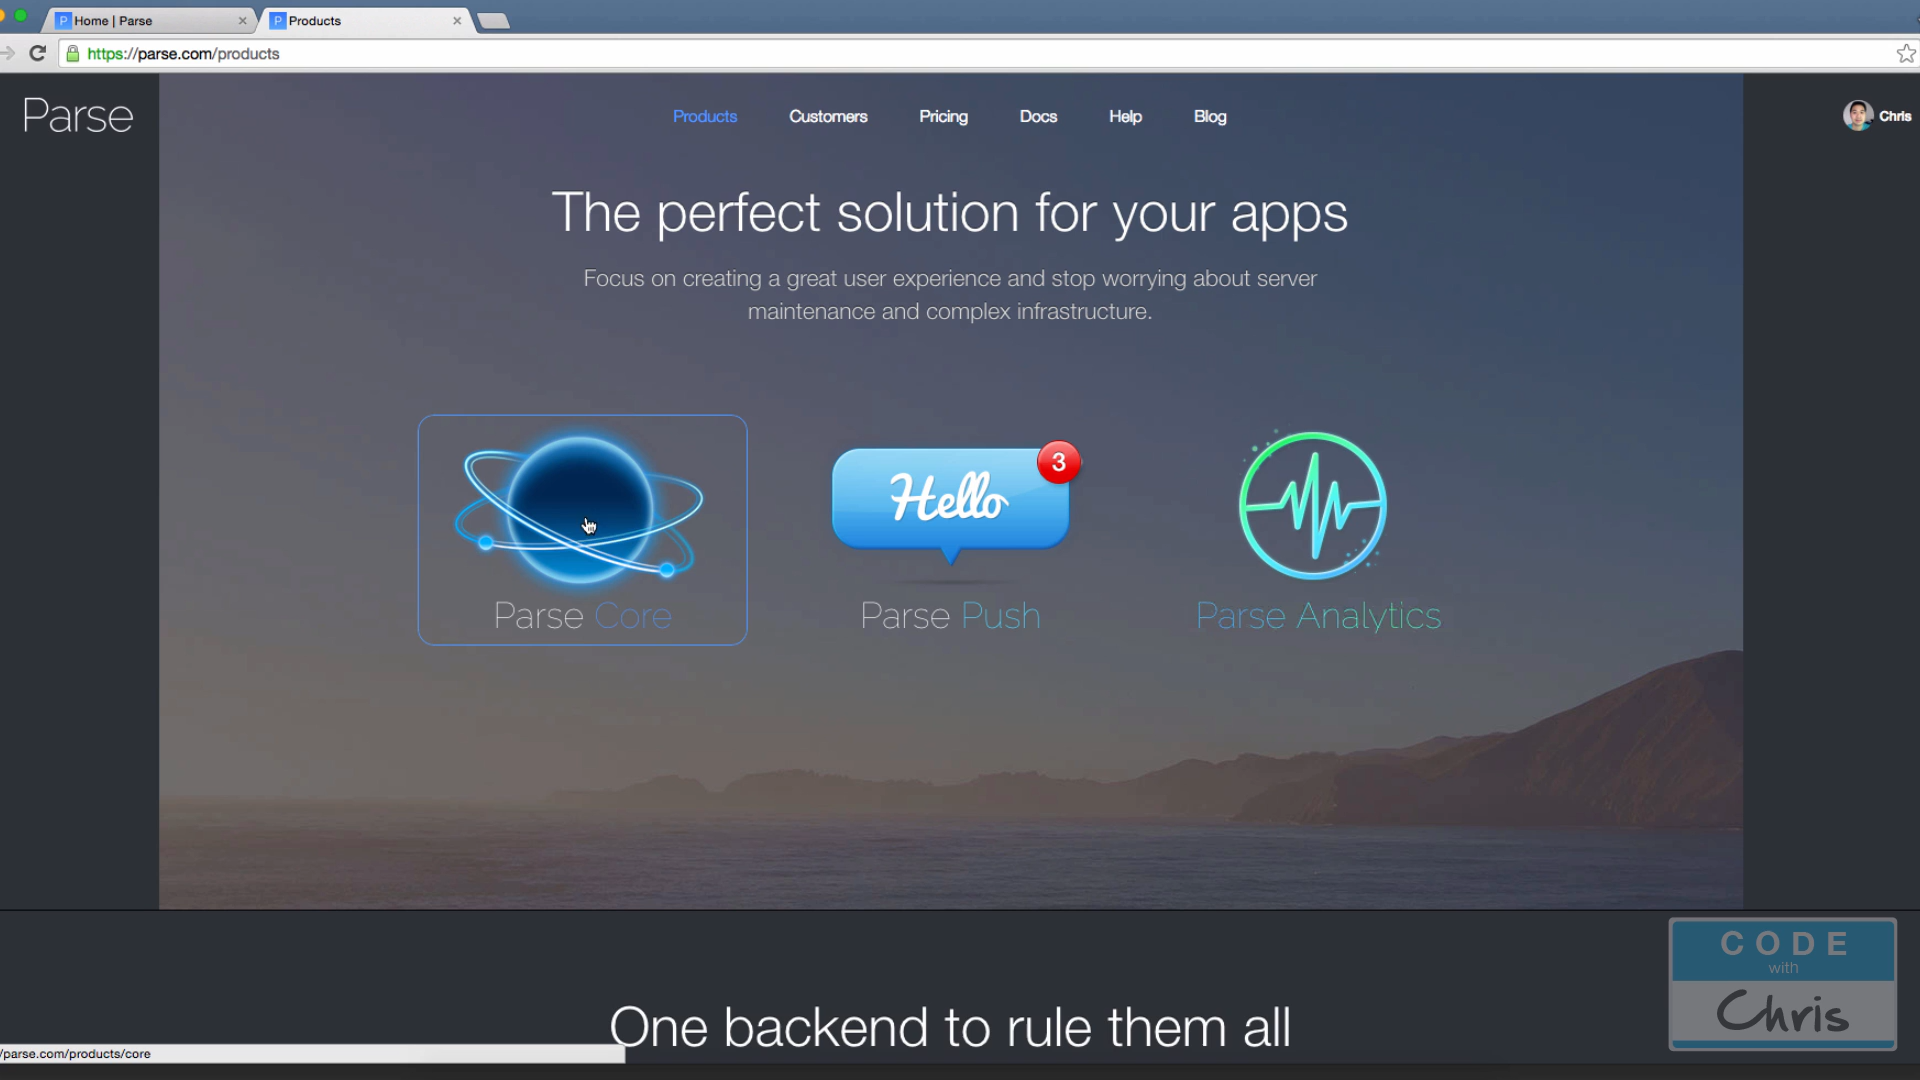 Home | Parse
Products
https://parse.com/products
Parse
Products Customers Pricing Docs Help Blog
Chris
The perfect solution for your apps
Focus on creating a great user experience and stop worrying about server
maintenance and complex infrastructure.
Hello
3
Parse Core
Parse Push
Parse Analytics
One backend to rule them all
/parse.com/products/core
CODE
with
Chris